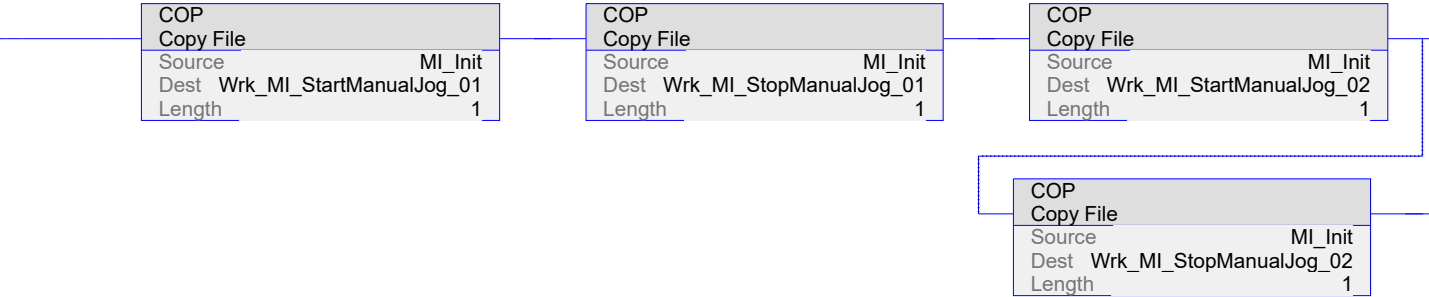 COP
Copy File
Source MI_Init
Dest Wrk_MI_StartManualJog_01
Length 1
COP
Copy File
Source MI_Init
Dest Wrk_MI_StopManualJog_01
Length 1
COP
Copy File
Source MI_Init
Dest Wrk_MI_StartManualJog_02
Length 1
COP
Copy File
Source MI_Init
Dest Wrk_MI_StopManualJog_02
Length 1